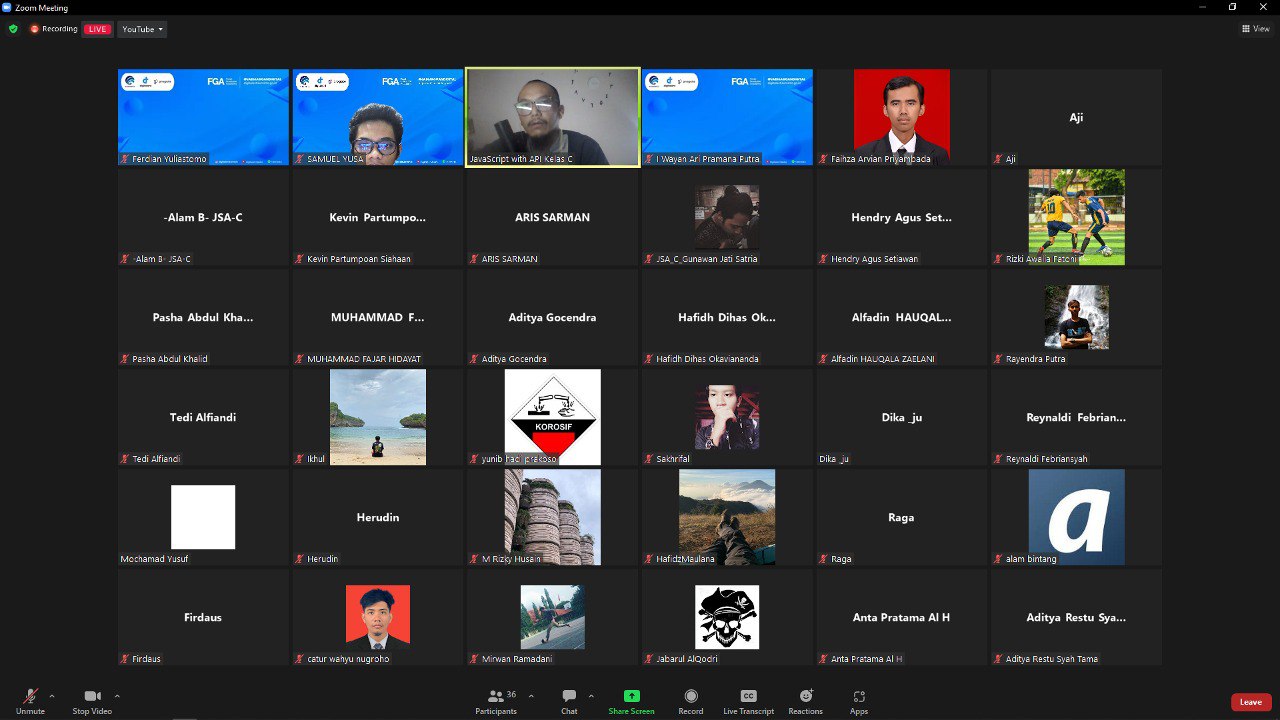 Zoom Meeting
Recording LIVE YouTube View
FGA
Ferdian Yuliastomo
FGA
SAMUEL YUSA
JavaScript with API Kelas C
FGA
I Wayan Ari Pramana Putra
Faihza Arvian Priyambada
Aji
Aji
-Alam B- JSA-C
-Alam B- JSA-C
Kevin Partumpo...
Kevin Partumpoan Siahaan
ARIS SARMAN
ARIS SARMAN
JSA_C_Gunawan Jati Satria
Hendry Agus Set...
Hendry Agus Setiawan
Rizki Awalia Fatoni
Pasha Abdul Kha...
Pasha Abdul Khalid
MUHAMMAD F...
MUHAMMAD FAJAR HIDAYAT
Aditya Gocendra
Aditya Gocendra
Hafidh Dihas Ok...
Hafidh Dihas Okaviananda
Alfadin HAUQAL...
Alfadin HAUQALA ZAELANI
Rayendra Putra
Tedi Alfiandi
Tedi Alfiandi
Ikhul
KOROSIF
yunib hadi prakoso
Sakhrifal
Dika _ju
Dika _ju
Reynaldi Febrian...
Reynaldi Febriansyah
Mochamad Yusuf
Herudin
Herudin
M Rizky Husain
HafidzMaulana
Raga
Raga
a
alam bintang
Firdaus
Firdaus
catur wahyu nugroho
Mirwan Ramadani
Jabarul AlQodri
Anta Pratama Al H
Anta Pratama Al H
Aditya Restu Sya...
Aditya Restu Syah Tama
Unmute
Stop Video
36
Participants
Chat
Share Screen
Record
CC
Live Transcript
Reactions
Apps
Leave